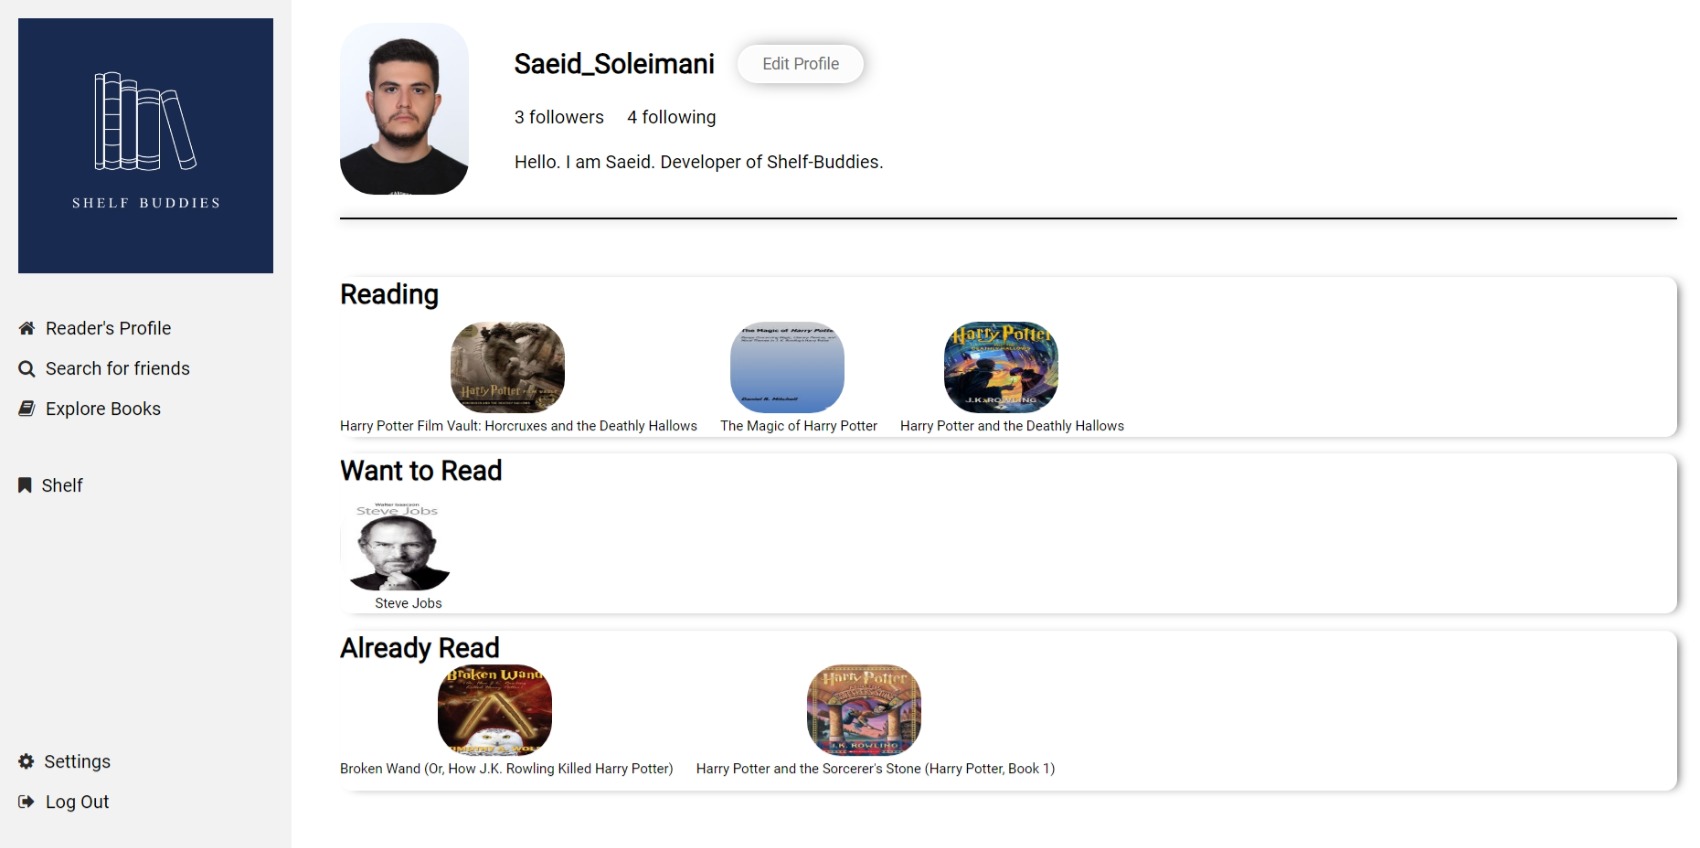 SHELF BUDDIES
Reader's Profile
Search for friends
Explore Books
Shelf
Settings
Log Out
Saeid_Soleimani
Edit Profile
3 followers 4 following
Hello. I am Saeid. Developer of Shelf-Buddies.
Reading
Harry Potter
The Magic of Harry Potter
Daniel B. Mitchell
Harry Potter
J.K. ROWLING
Harry Potter Film Vault: Horcruxes and the Deathly Hallows
The Magic of Harry Potter
Harry Potter and the Deathly Hallows
Want to Read
Walter Isaacson
Steve Jobs
Steve Jobs
Already Read
Broken Wand
Harry Potter
J.K. ROWLING
Broken Wand (Or, How J.K. Rowling Killed Harry Potter)
Harry Potter and the Sorcerer's Stone (Harry Potter, Book 1)